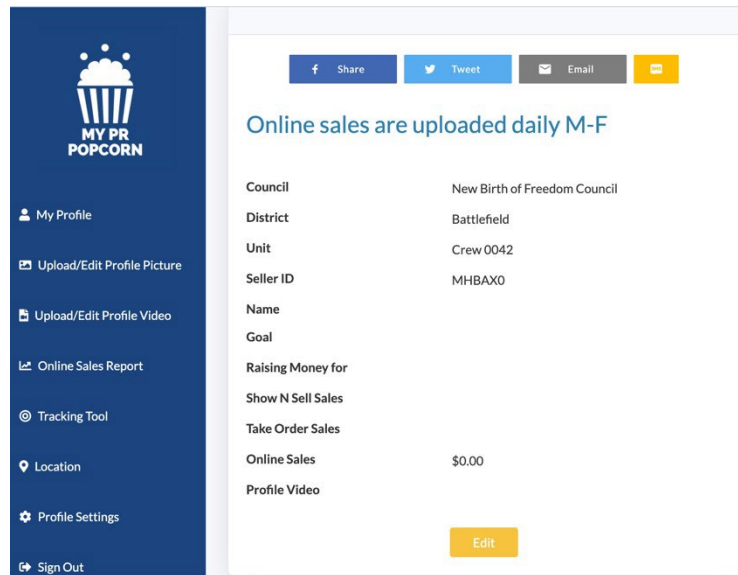 MY PR
POPCORN
My Profile
Upload/Edit Profile Picture
Upload/Edit Profile Video
Online Sales Report
Tracking Tool
Location
Profile Settings
Sign Out
Share
Tweet
Email
Online sales are uploaded daily M-F
Council New Birth of Freedom Council
District Battlefield
Unit Crew 0042
Seller ID MHBAX0
Name
Goal
Raising Money for
Show N Sell Sales
Take Order Sales
Online Sales $0.00
Profile Video
Edit